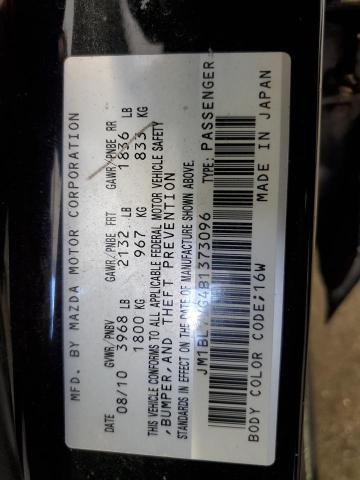 MFD. BY MAZDA MOTOR CORPORATION
DATE GVWR/PNBV GAWR/PNBE FRT GAWR/PNBE RR
08/10 3968 LB 2132 LB 1836 LB
1800 KG 967 KG 833 KG
THIS VEHICLE CONFORMS TO ALL APPLICABLE FEDERAL MOTOR VEHICLE SAFETY
, BUMPER, AND THEFT PREVENTION
STANDARDS IN EFFECT ON THE DATE OF MANUFACTURE SHOWN ABOVE.
TYPE: PASSENGER
MADE IN JAPAN
BODY COLOR CODE;16W